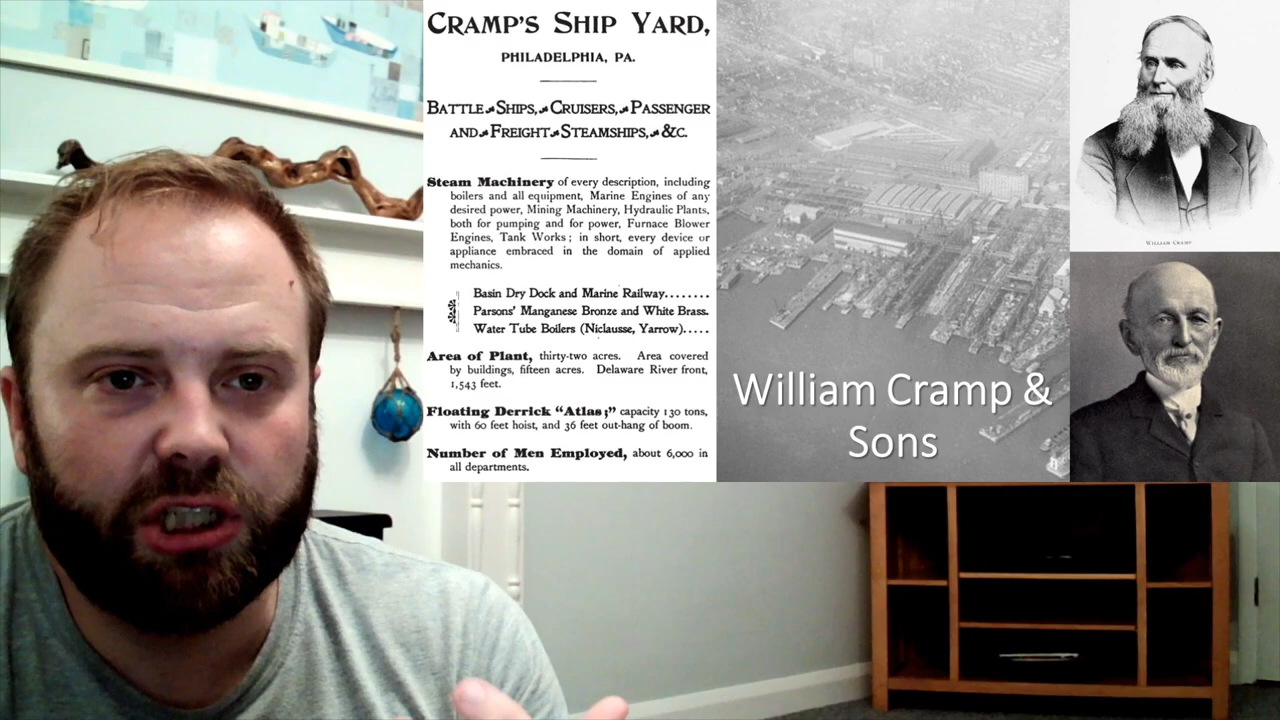 CRAMP'S SHIP YARD,
PHILADELPHIA, PA.
BATTLE SHIPS, CRUISERS, PASSENGER
AND FREIGHT STEAMSHIPS, &C.
Steam Machinery of every description, including
boilers and all equipment, Marine Engines of any
desired power, Mining Machinery, Hydraulic Plants,
both for pumping and for power, Furnace Blower
Engines, Tank Works; in short, every device or
appliance embraced in the domain of applied
mechanics.
Basin Dry Dock and Marine Railway........
Parsons' Manganese Bronze and White Brass.
Water Tube Boilers (Niclausse, Yarrow).....
Area of Plant, thirty-two acres. Area covered
by buildings, fifteen acres. Delaware River front,
1,543 feet.
Floating Derrick "Atlas;" capacity 130 tons,
with 60 feet hoist, and 36 feet out-hang of boom.
Number of Men Employed, about 6,000 in
all departments.
William Cramp &
Sons
WILLIAM CRAMP